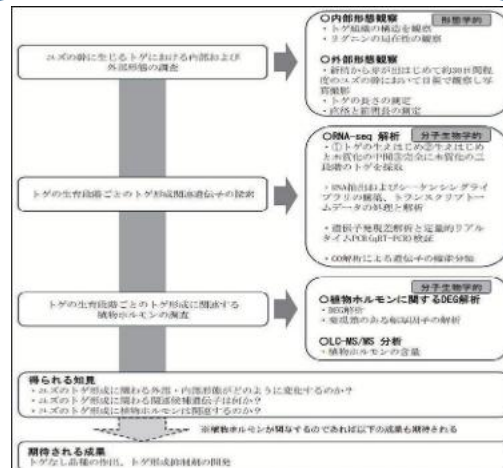 ユズの幹に生じるトゲにおける内部および
外部形態の調査
○内部形態観察
形態学的
・トゲ組織の構造を観察
・リグニンの局在性の観察
○外部形態観察
・新梢から芽が出はじめて約30日間程
度のユズの幹において目視で観察し写
真撮影
・トゲの長さの測定
・直径と節間長の測定
トゲの生育段階ごとのトゲ形成関連遺伝子の探索
分子生物学的
○RNA-seq 解析
・①トゲの生えはじめ②生えはじめ
と木質化の中間③完全に木質化の三
段階のトゲを採取
・RNA抽出およびシーケンシングライ
ブラリの構築、トランスクリプトー
ムデータの処理と解析
・遺伝子発現差解析と定量的リアル
タイムPCR(qRT-PCR)検証
・GO解析による遺伝子の機能分類
トゲの生育段階ごとのトゲ形成に関連する
植物ホルモンの調査
分子生物学的
○植物ホルモンに関するDEG解析
・DEG解析
・発現差のある転写因子の解析
○LC-MS/MS 分析
・植物ホルモンの含量
得られる知見
・ユズのトゲ形成に関わる外部・内部形態がどのように変化するのか?
・ユズのトゲ形成に関わる関連候補遺伝子は何か?
・ユズのトゲ形成に植物ホルモンは関連するのか?
※植物ホルモンが関与するのであれば以下の成果も期待される
期待される成果
トゲなし品種の作出、トゲ形成抑制剤の開発